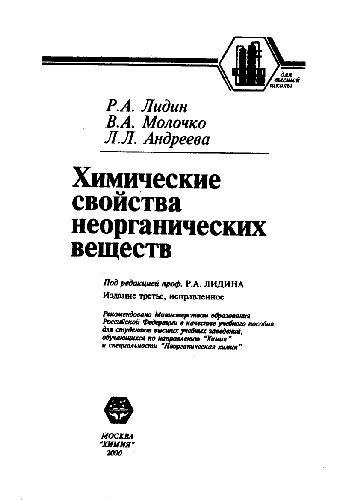 для
высшей
школы
Р.А. Лидин
В.А. Молочко
Л.Л. Андреева
Химические
свойства
неорганических
веществ
Под редакцией проф. Р.А. ЛИДИНА
Издание третье, исправленное
Рекомендовано Министерством образования
Российской Федерации в качестве учебного пособия
для студентов высших учебных заведений,
обучающихся по направлению "Химия"
и специальности "Неорганическая химия"
МОСКВА
"ХИМИЯ"
2000